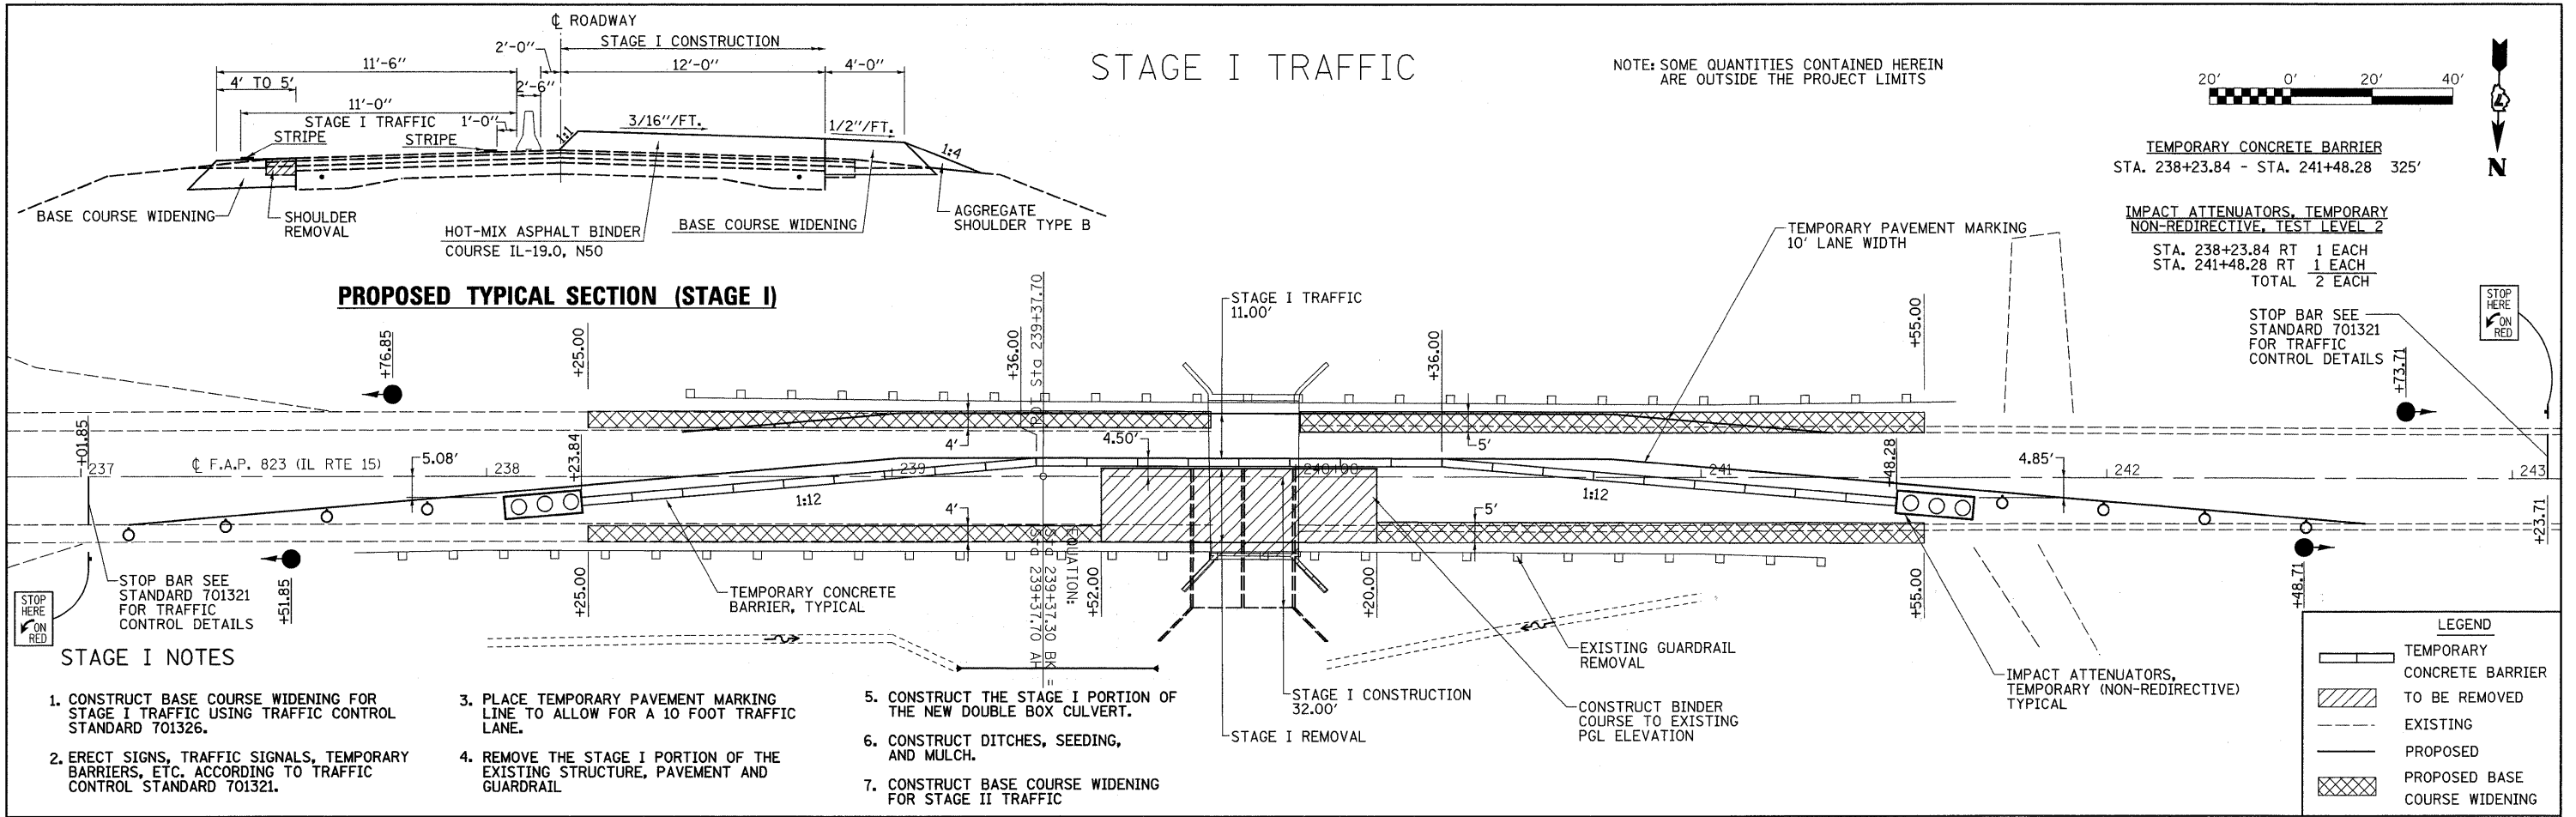 ℄ ROADWAY
STAGE I CONSTRUCTION
2'-0"
11'-6"
12'-0"
4'-0"
4' TO 5'
2'-6"
11'-0"
STAGE I TRAFFIC
1'-0"
STRIPE
STRIPE
1:1
3/16"/FT.
1/2"/FT.
1:4
BASE COURSE WIDENING
SHOULDER
REMOVAL
HOT-MIX ASPHALT BINDER
COURSE IL-19.0, N50
BASE COURSE WIDENING
AGGREGATE
SHOULDER TYPE B
PROPOSED TYPICAL SECTION (STAGE I)
STAGE I TRAFFIC
NOTE: SOME QUANTITIES CONTAINED HEREIN
ARE OUTSIDE THE PROJECT LIMITS
20' 0' 20' 40'
N
TEMPORARY CONCRETE BARRIER
STA. 238+23.84 - STA. 241+48.28 325'
IMPACT ATTENUATORS, TEMPORARY
NON-REDIRECTIVE, TEST LEVEL 2
STA. 238+23.84 RT 1 EACH
STA. 241+48.28 RT 1 EACH
TOTAL 2 EACH
TEMPORARY PAVEMENT MARKING
10' LANE WIDTH
STAGE I TRAFFIC
11.00'
STOP BAR SEE
STANDARD 701321
FOR TRAFFIC
CONTROL DETAILS
STOP
HERE
ON
RED
+76.85
+25.00
+36.00
POT Sta 239+37.70
+36.00
+55.00
+73.71
+01.85
237
℄ F.A.P. 823 (IL RTE 15)
5.08'
238
+23.84
1:12
239
4'
4.50'
240+00
5'
1:12
241
+48.28
4.85'
242
243
+23.71
4'
5'
+51.85
+25.00
EQUATION:
Sta 239+37.30 BK =
Sta 239+37.70 AH
+52.00
+20.00
+55.00
+48.71
STOP
HERE
ON
RED
STOP BAR SEE
STANDARD 701321
FOR TRAFFIC
CONTROL DETAILS
TEMPORARY CONCRETE
BARRIER, TYPICAL
EXISTING GUARDRAIL
REMOVAL
STAGE I CONSTRUCTION
32.00'
STAGE I REMOVAL
CONSTRUCT BINDER
COURSE TO EXISTING
PGL ELEVATION
IMPACT ATTENUATORS,
TEMPORARY (NON-REDIRECTIVE)
TYPICAL
STAGE I NOTES
1. CONSTRUCT BASE COURSE WIDENING FOR
STAGE I TRAFFIC USING TRAFFIC CONTROL
STANDARD 701326.
2. ERECT SIGNS, TRAFFIC SIGNALS, TEMPORARY
BARRIERS, ETC. ACCORDING TO TRAFFIC
CONTROL STANDARD 701321.
3. PLACE TEMPORARY PAVEMENT MARKING
LINE TO ALLOW FOR A 10 FOOT TRAFFIC
LANE.
4. REMOVE THE STAGE I PORTION OF THE
EXISTING STRUCTURE, PAVEMENT AND
GUARDRAIL
5. CONSTRUCT THE STAGE I PORTION OF
THE NEW DOUBLE BOX CULVERT.
6. CONSTRUCT DITCHES, SEEDING,
AND MULCH.
7. CONSTRUCT BASE COURSE WIDENING
FOR STAGE II TRAFFIC
LEGEND
TEMPORARY
CONCRETE BARRIER
TO BE REMOVED
EXISTING
PROPOSED
PROPOSED BASE
COURSE WIDENING